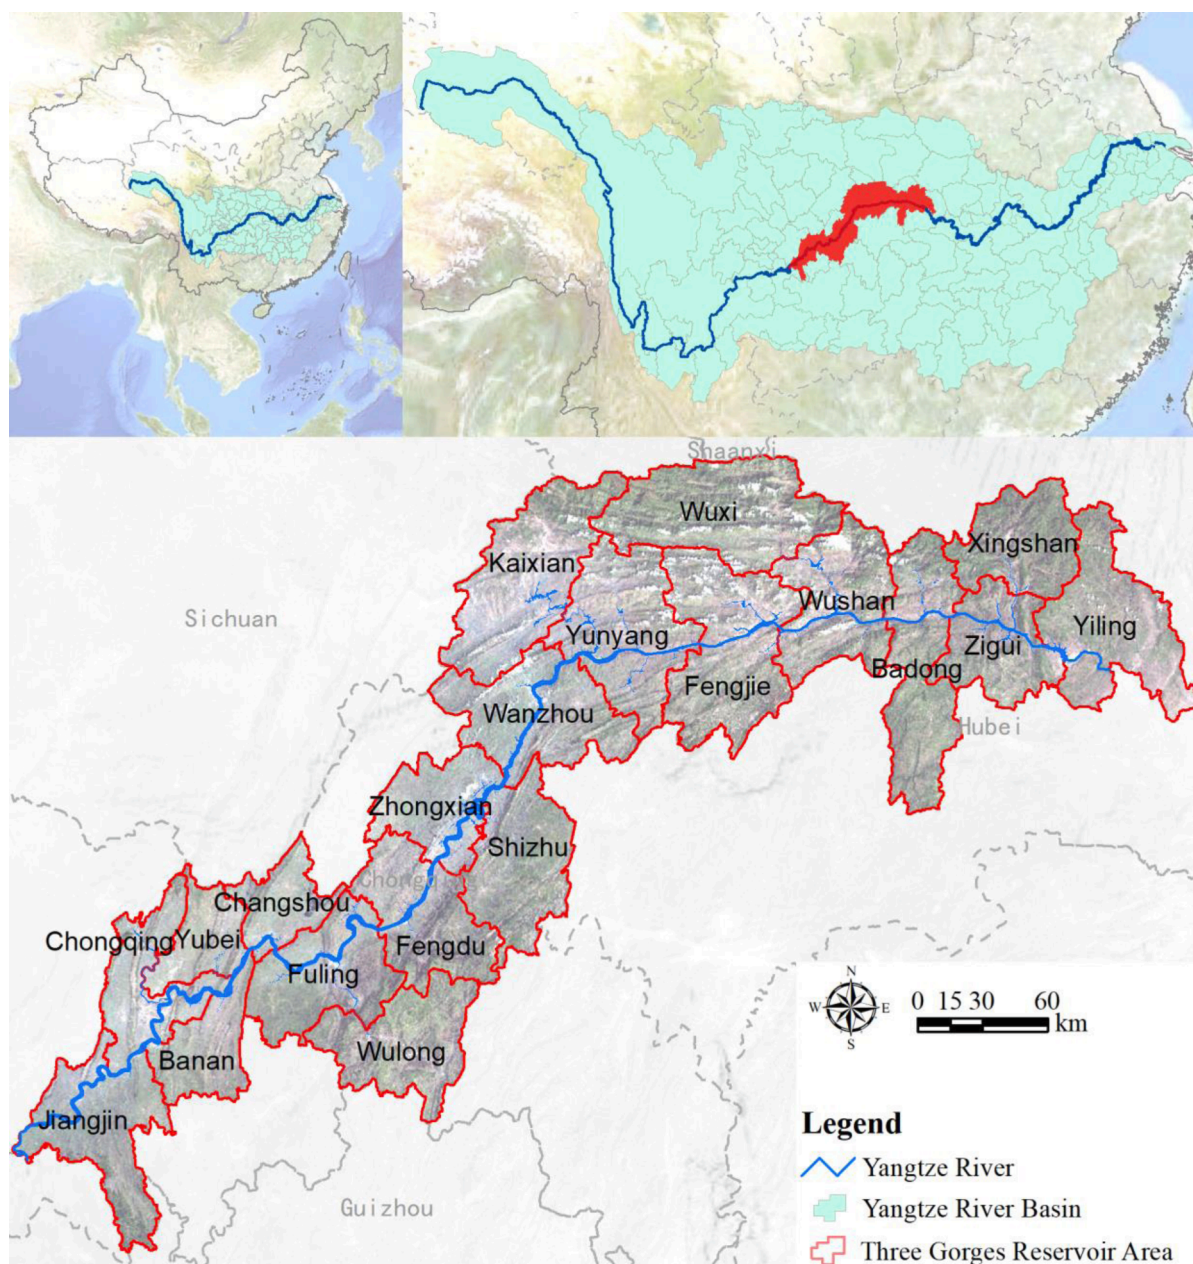 Shaanxi
Wuxi
Xingshan
Kaixian
Sichuan
Wushan
Yunyang
Yiling
Zigui
Badong
Fengjie
Wanzhou
Hubei
Zhongxian
Shizhu
Chongqing
Changshou
Chongqing
Yubei
Fengdu
Fuling
Wulong
Banan
Jiangjin
Guizhou
N
W E
S
0 15 30 60
km
Legend
Yangtze River
Yangtze River Basin
Three Gorges Reservoir Area